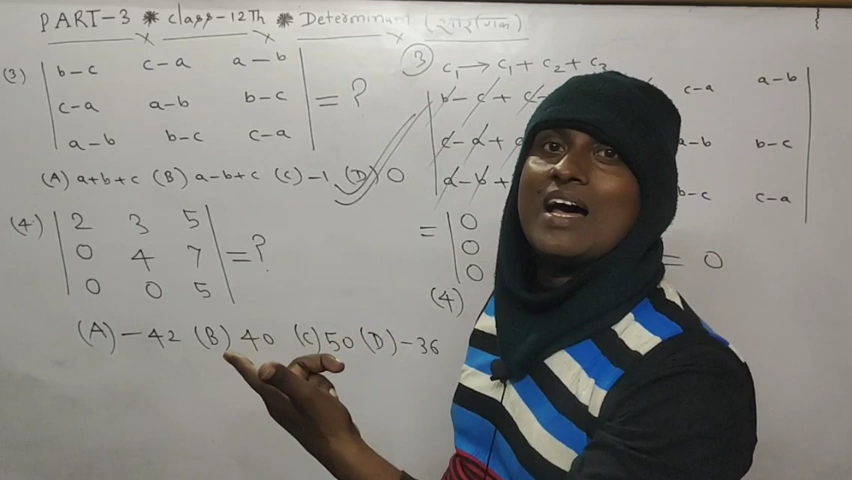 PART-3 * class-12Th * Determinant (सारणिक)
(3) | b-c c-a a-b |
| c-a a-b b-c | = ?
| a-b b-c c-a |
(A) a+b+c (B) a-b+c (C) -1 (D) 0
(4) | 2 3 5 |
| 0 4 7 | = ?
| 0 0 5 |
(A) -42 (B) 40 (C) 50 (D) -36
(3) c₁ → c₁ + c₂ + c₃
| b - c + c - c-a a-b |
| c - a + a-b b-c |
| a - b + b-c c-a |
= | 0
0
0 = 0
(4)